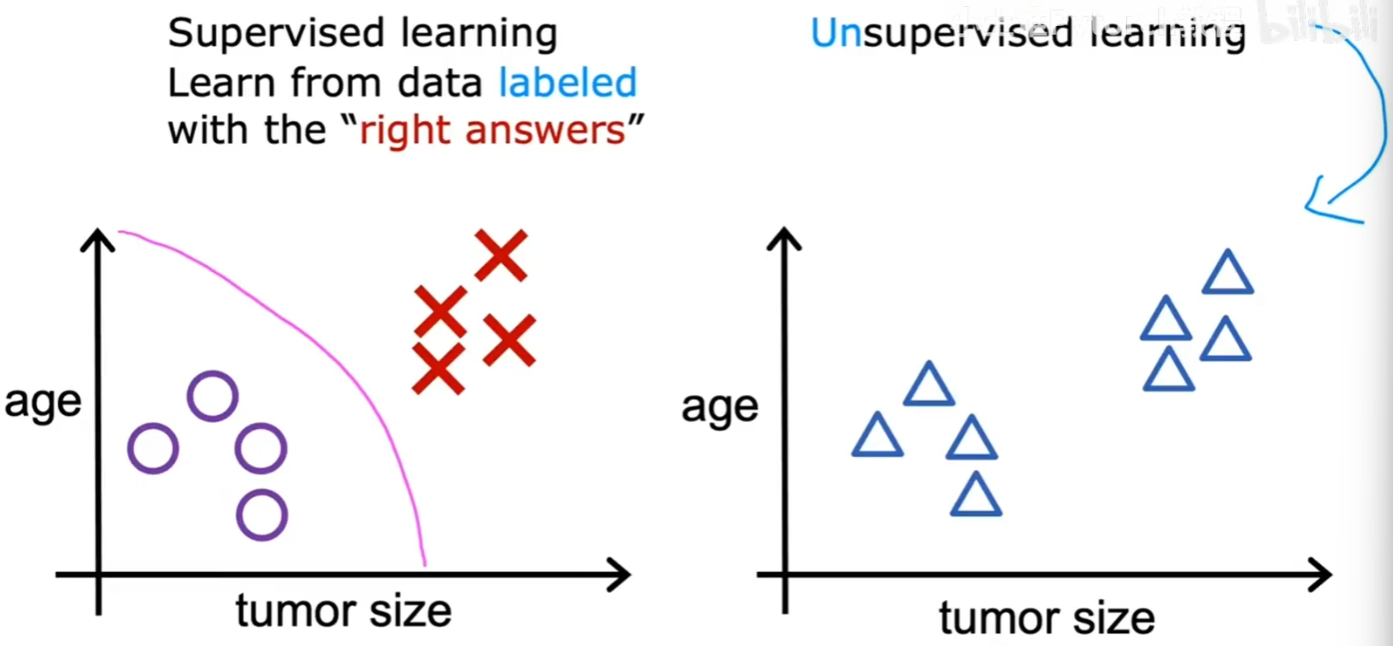 Supervised learning
Learn from data labeled
with the “right answers”
age
tumor size
Unsupervised learning
bilibili
age
tumor size